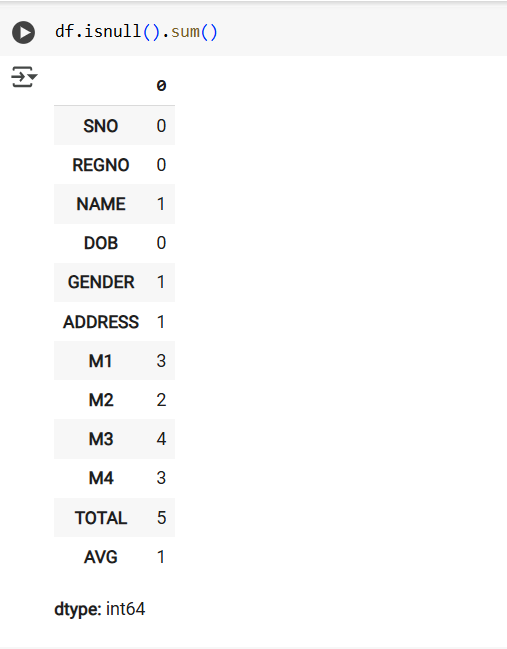 df.isnull().sum()
0
SNO 0
REGNO 0
NAME 1
DOB 0
GENDER 1
ADDRESS 1
M1 3
M2 2
M3 4
M4 3
TOTAL 5
AVG 1
dtype: int64